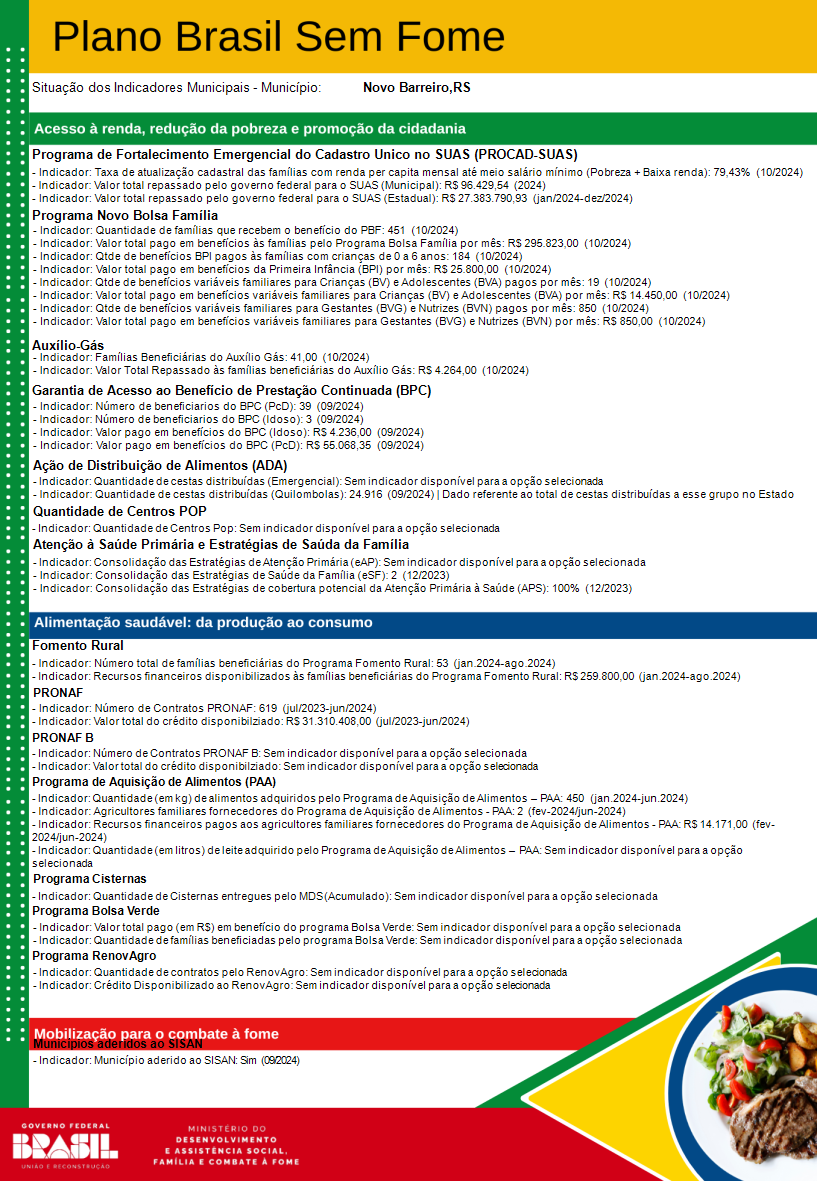 Plano Brasil Sem Fome
Situação dos Indicadores Municipais - Município: Novo Barreiro,RS
Acesso à renda, redução da pobreza e promoção da cidadania
Programa de Fortalecimento Emergencial do Cadastro Unico no SUAS (PROCAD-SUAS)
- Indicador: Taxa de atualização cadastral das famílias com renda per capita mensal até meio salário mínimo (Pobreza + Baixa renda): 79,43% (10/2024)
- Indicador: Valor total repassado pelo governo federal para o SUAS (Municipal): R$ 96.429,54 (2024)
- Indicador: Valor total repassado pelo governo federal para o SUAS (Estadual): R$ 27.383.790,93 (jan/2024-dez/2024)
Programa Novo Bolsa Família
- Indicador: Quantidade de famílias que recebem o benefício do PBF: 451 (10/2024)
- Indicador: Valor total pago em benefícios às famílias pelo Programa Bolsa Família por mês: R$ 295.823,00 (10/2024)
- Indicador: Qtde de benefícios BPI pagos às famílias com crianças de 0 a 6 anos: 184 (10/2024)
- Indicador: Valor total pago em benefícios da Primeira Infância (BPI) por mês: R$ 25.800,00 (10/2024)
- Indicador: Qtde de benefícios variáveis familiares para Crianças (BV) e Adolescentes (BVA) pagos por mês: 19 (10/2024)
- Indicador: Valor total pago em benefícios variáveis familiares para Crianças (BV) e Adolescentes (BVA) por mês: R$ 14.450,00 (10/2024)
- Indicador: Qtde de benefícios variáveis familiares para Gestantes (BVG) e Nutrizes (BVN) pagos por mês: 850 (10/2024)
- Indicador: Valor total pago em benefícios variáveis familiares para Gestantes (BVG) e Nutrizes (BVN) por mês: R$ 850,00 (10/2024)
Auxílio-Gás
- Indicador: Famílias Beneficiárias do Auxílio Gás: 41,00 (10/2024)
- Indicador: Valor Total Repassado às famílias beneficiárias do Auxílio Gás: R$ 4.264,00 (10/2024)
Garantia de Acesso ao Benefício de Prestação Continuada (BPC)
- Indicador: Número de beneficiarios do BPC (PcD): 39 (09/2024)
- Indicador: Número de beneficiarios do BPC (Idoso): 3 (09/2024)
- Indicador: Valor pago em benefícios do BPC (Idoso): R$ 4.236,00 (09/2024)
- Indicador: Valor pago em benefícios do BPC (PcD): R$ 55.068,35 (09/2024)
Ação de Distribuição de Alimentos (ADA)
- Indicador: Quantidade de cestas distribuídas (Emergencial): Sem indicador disponível para a opção selecionada
- Indicador: Quantidade de cestas distribuídas (Quilombolas): 24.916 (09/2024) | Dado referente ao total de cestas distribuídas a esse grupo no Estado
Quantidade de Centros POP
- Indicador: Quantidade de Centros Pop: Sem indicador disponível para a opção selecionada
Atenção à Saúde Primária e Estratégias de Saúda da Família
- Indicador: Consolidação das Estratégias de Atenção Primária (eAP): Sem indicador disponível para a opção selecionada
- Indicador: Consolidação das Estratégias de Saúde da Família (eSF): 2 (12/2023)
- Indicador: Consolidação das Estratégias de cobertura potencial da Atenção Primária à Saúde (APS): 100% (12/2023)
Alimentação saudável: da produção ao consumo
Fomento Rural
- Indicador: Número total de famílias beneficiárias do Programa Fomento Rural: 53 (jan.2024-ago.2024)
- Indicador: Recursos financeiros disponibilizados às famílias beneficiárias do Programa Fomento Rural: R$ 259.800,00 (jan.2024-ago.2024)
PRONAF
- Indicador: Número de Contratos PRONAF: 619 (jul/2023-jun/2024)
- Indicador: Valor total do crédito disponibilziado: R$ 31.310.408,00 (jul/2023-jun/2024)
PRONAF B
- Indicador: Número de Contratos PRONAF B: Sem indicador disponível para a opção selecionada
- Indicador: Valor total do crédito disponibilziado: Sem indicador disponível para a opção selecionada
Programa de Aquisição de Alimentos (PAA)
- Indicador: Quantidade (em kg) de alimentos adquiridos pelo Programa de Aquisição de Alimentos – PAA: 450 (jan.2024-jun.2024)
- Indicador: Agricultores familiares fornecedores do Programa de Aquisição de Alimentos - PAA: 2 (fev-2024/jun-2024)
- Indicador: Recursos financeiros pagos aos agricultores familiares fornecedores do Programa de Aquisição de Alimentos - PAA: R$ 14.171,00 (fev-
2024/jun-2024)
- Indicador: Quantidade (em litros) de leite adquirido pelo Programa de Aquisição de Alimentos – PAA: Sem indicador disponível para a opção
selecionada
Programa Cisternas
- Indicador: Quantidade de Cisternas entregues pelo MDS (Acumulado): Sem indicador disponível para a opção selecionada
Programa Bolsa Verde
- Indicador: Valor total pago (em R$) em benefício do programa Bolsa Verde: Sem indicador disponível para a opção selecionada
- Indicador: Quantidade de famílias beneficiadas pelo programa Bolsa Verde: Sem indicador disponível para a opção selecionada
Programa RenovAgro
- Indicador: Quantidade de contratos pelo RenovAgro: Sem indicador disponível para a opção selecionada
- Indicador: Crédito Disponibilizado ao RenovAgro: Sem indicador disponível para a opção selecionada
Mobilização para o combate à fome
Municípios aderidos ao SISAN
- Indicador: Município aderido ao SISAN: Sim (09/2024)
GOVERNO FEDERAL
BRASIL
UNIÃO E RECONSTRUÇÃO
MINISTÉRIO DO
DESENVOLVIMENTO
E ASSISTÊNCIA SOCIAL,
FAMÍLIA E COMBATE À FOME